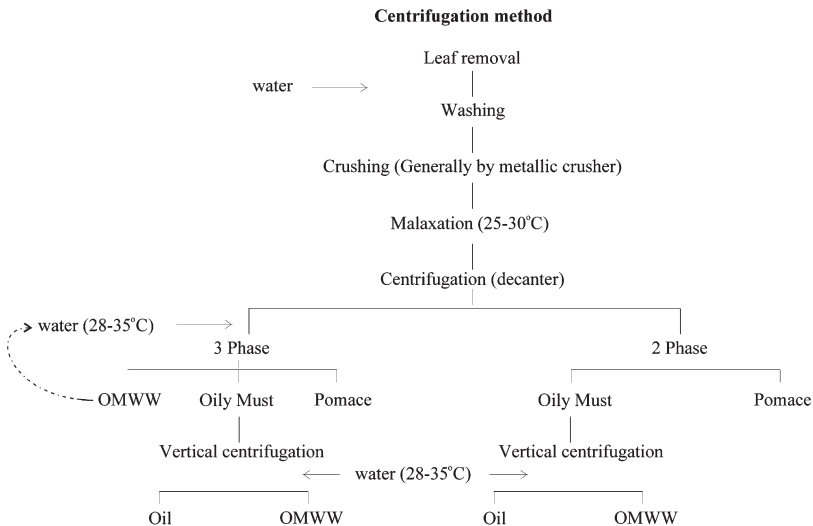 Centrifugation method
Leaf removal
water
Washing
Crushing (Generally by metallic crusher)
Malaxation (25-30°C)
Centrifugation (decanter)
water (28-35°C)
3 Phase
2 Phase
OMWW
Oily Must
Pomace
Oily Must
Pomace
Vertical centrifugation
Vertical centrifugation
water (28-35°C)
Oil
OMWW
Oil
OMWW